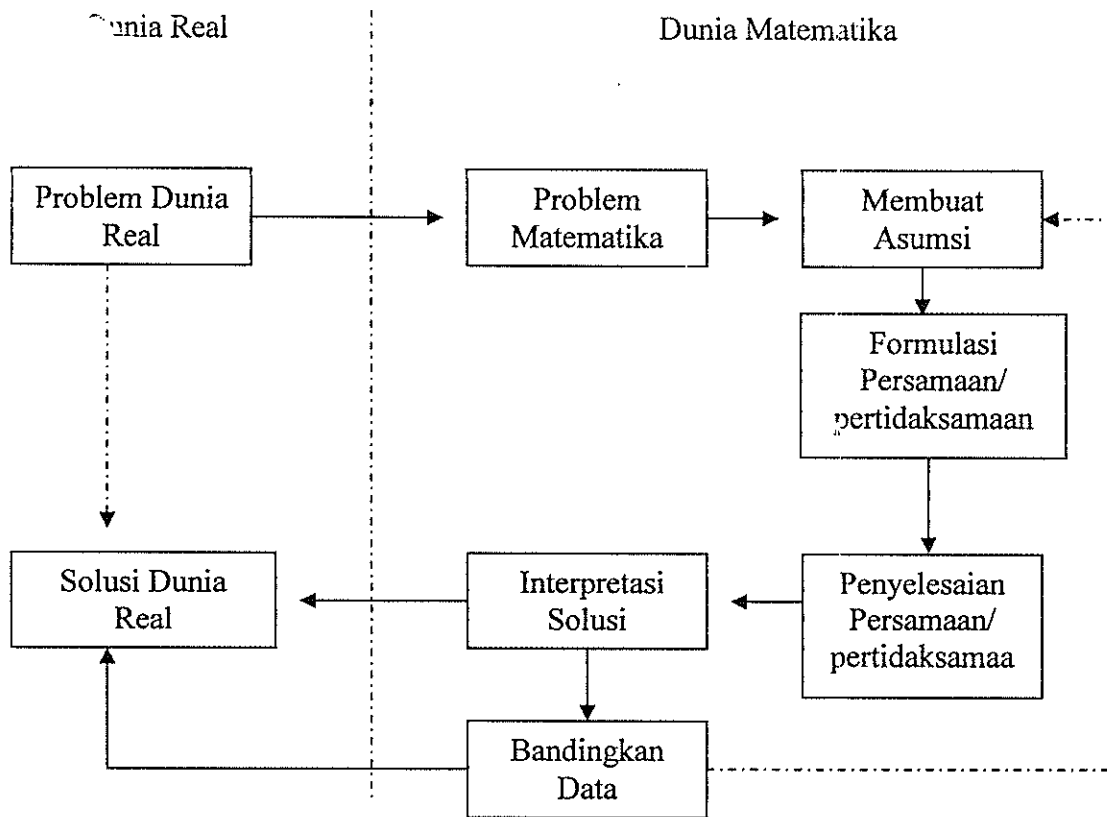 Dunia Real
Dunia Matematika
Problem Dunia
Real
Problem
Matematika
Membuat
Asumsi
Formulasi
Persamaan/
pertidaksamaan
Solusi Dunia
Real
Interpretasi
Solusi
Penyelesaian
Persamaan/
pertidaksamaa
Bandingkan
Data